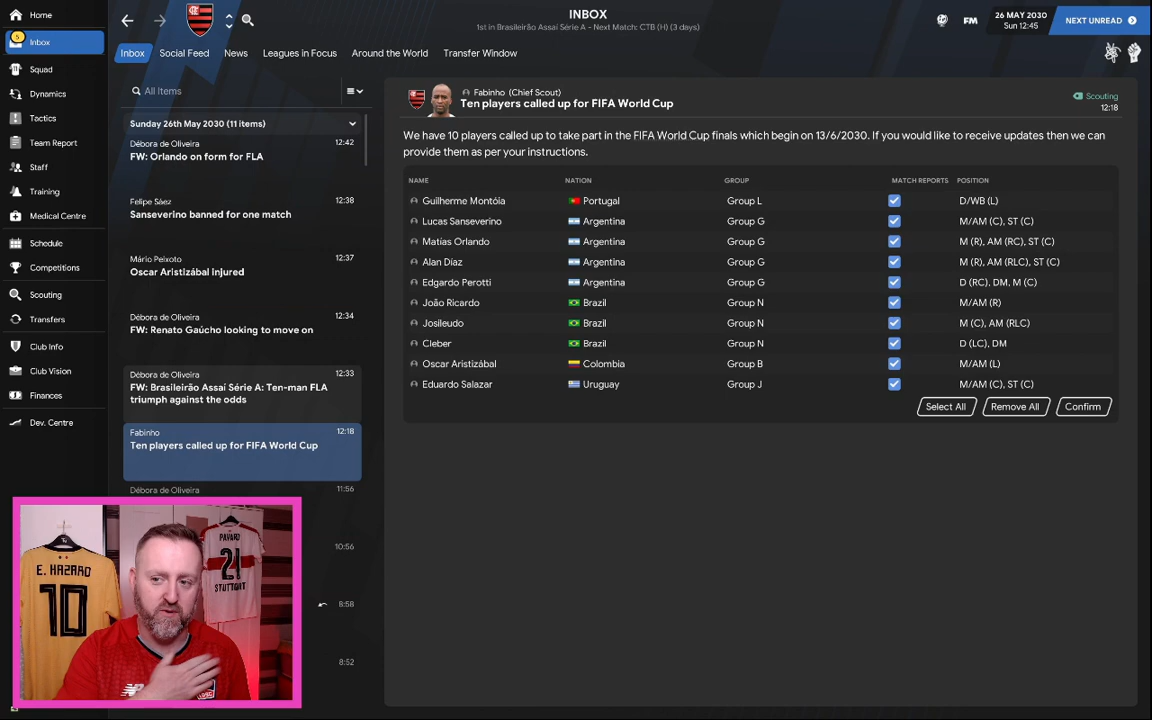 Home
INBOX
1st in Brasileirão Assaí Série A - Next Match: CTB (H) (3 days)
FM
26 MAY 2030
Sun 12:45
NEXT UNREAD
5
Inbox
Squad
Dynamics
Tactics
Team Report
Staff
Training
Medical Centre
Schedule
Competitions
Scouting
Transfers
Club Info
Club Vision
Finances
Dev. Centre
Inbox
Social Feed
News
Leagues in Focus
Around the World
Transfer Window
All Items
Sunday 26th May 2030 (11 items)
Débora de Oliveira
12:42
FW: Orlando on form for FLA
Felipe Sáez
12:38
Sanseverino banned for one match
Mário Peixoto
12:37
Oscar Aristizábal injured
Débora de Oliveira
12:34
FW: Renato Gaúcho looking to move on
Débora de Oliveira
12:33
FW: Brasileirão Assaí Série A: Ten-man FLA
triumph against the odds
Fabinho
12:18
Ten players called up for FIFA World Cup
Débora de Oliveira
11:56
10:56
8:58
8:52
Fabinho (Chief Scout)
Ten players called up for FIFA World Cup
Scouting
12:18
We have 10 players called up to take part in the FIFA World Cup finals which begin on 13/6/2030. If you would like to receive updates then we can
provide them as per your instructions.
NAME NATION GROUP MATCH REPORTS POSITION
Guilherme Montóia Portugal Group L D/WB (L)
Lucas Sanseverino Argentina Group G M/AM (C), ST (C)
Matías Orlando Argentina Group G M (R), AM (RC), ST (C)
Alan Díaz Argentina Group G M (R), AM (RLC), ST (C)
Edgardo Perotti Argentina Group G D (RC), DM, M (C)
João Ricardo Brazil Group N M/AM (R)
Josileudo Brazil Group N M (C), AM (RLC)
Cleber Brazil Group N D (LC), DM
Oscar Aristizábal Colombia Group B M/AM (L)
Eduardo Salazar Uruguay Group J M/AM (C), ST (C)
Select All
Remove All
Confirm
E. HAZARD
10
PAVARD
21
STUTTGART